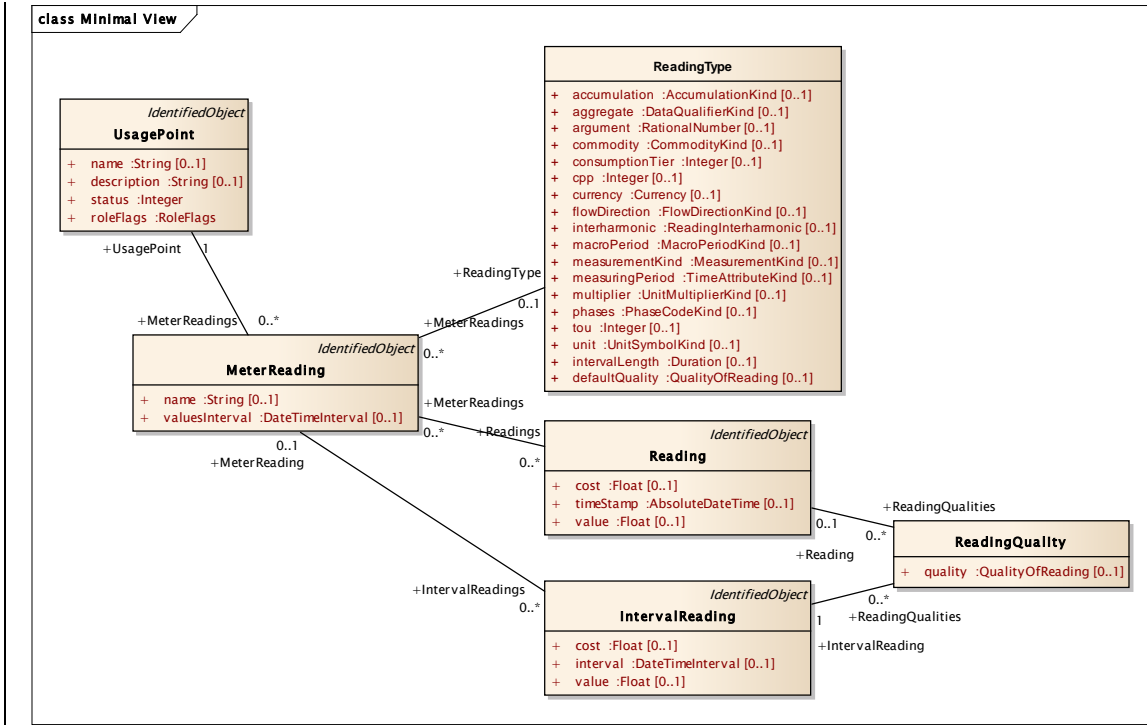 class Minimal View
IdentifiedObject
UsagePoint
+ name :String [0..1]
+ description :String [0..1]
+ status :Integer
+ roleFlags :RoleFlags
+UsagePoint 1
+MeterReadings 0..*
IdentifiedObject
MeterReading
+ name :String [0..1]
+ valuesInterval :DateTimeInterval [0..1]
ReadingType
+ accumulation :AccumulationKind [0..1]
+ aggregate :DataQualifierKind [0..1]
+ argument :RationalNumber [0..1]
+ commodity :CommodityKind [0..1]
+ consumptionTier :Integer [0..1]
+ cpp :Integer [0..1]
+ currency :Currency [0..1]
+ flowDirection :FlowDirectionKind [0..1]
+ interharmonic :ReadingInterharmonic [0..1]
+ macroPeriod :MacroPeriodKind [0..1]
+ measurementKind :MeasurementKind [0..1]
+ measuringPeriod :TimeAttributeKind [0..1]
+ multiplier :UnitMultiplierKind [0..1]
+ phases :PhaseCodeKind [0..1]
+ tou :Integer [0..1]
+ unit :UnitSymbolKind [0..1]
+ intervalLength :Duration [0..1]
+ defaultQuality :QualityOfReading [0..1]
+ReadingType
0..1
+MeterReadings
0..*
+MeterReadings
0..*
+Readings
0..*
0..1
+MeterReading
+IntervalReadings
0..*
IdentifiedObject
Reading
+ cost :Float [0..1]
+ timeStamp :AbsoluteDateTime [0..1]
+ value :Float [0..1]
+ReadingQualities
0..1
0..*
+Reading
ReadingQuality
+ quality :QualityOfReading [0..1]
IdentifiedObject
IntervalReading
+ cost :Float [0..1]
+ interval :DateTimeInterval [0..1]
+ value :Float [0..1]
0..*
+ReadingQualities
1
+IntervalReading